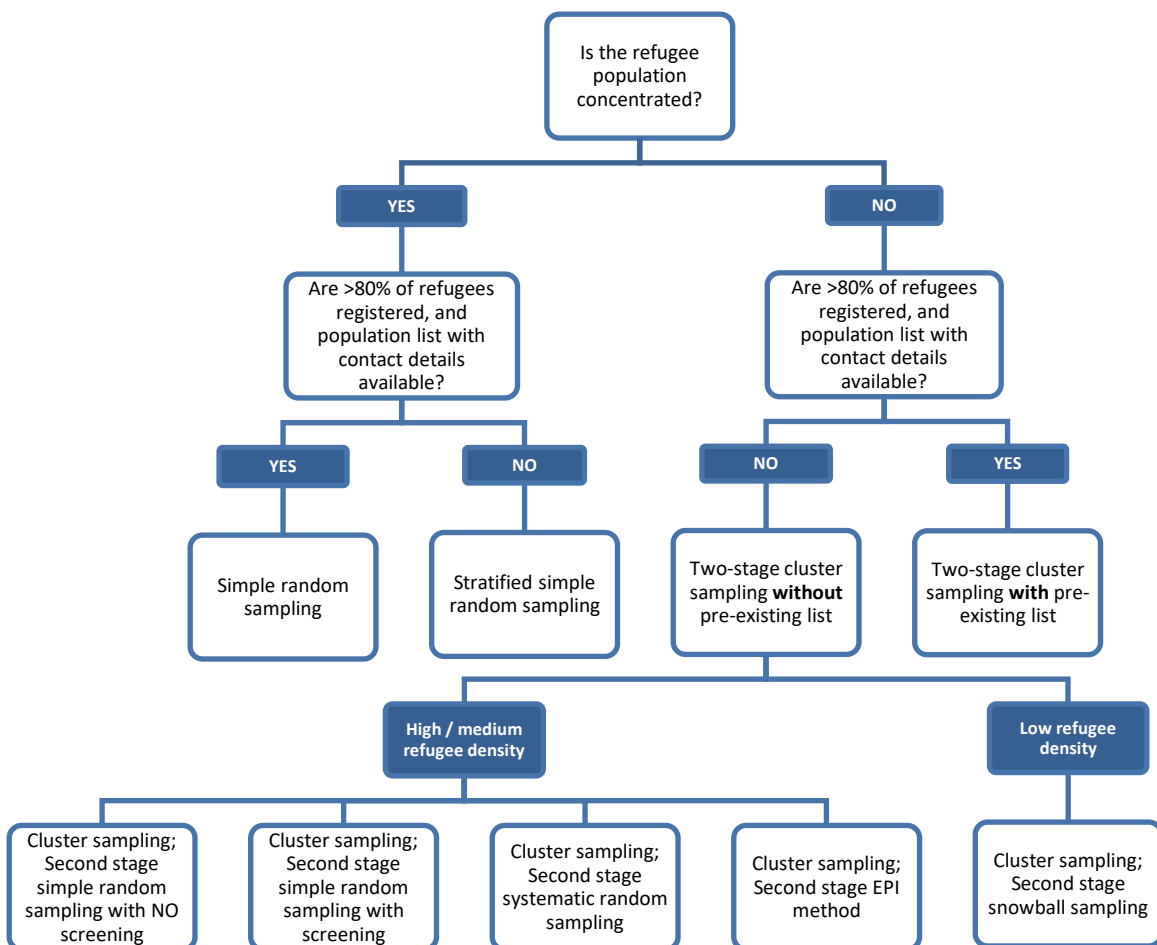 Is the refugee
population
concentrated?
YES
NO
Are >80% of refugees
registered, and
population list with
contact details
available?
Are >80% of refugees
registered, and
population list with
contact details
available?
YES
NO
NO
YES
Simple random
sampling
Stratified simple
random sampling
Two-stage cluster
sampling without
pre-existing list
Two-stage cluster
sampling with pre-
existing list
High / medium
refugee density
Low refugee
density
Cluster sampling;
Second stage
simple random
sampling with NO
screening
Cluster sampling;
Second stage
simple random
sampling with
screening
Cluster sampling;
Second stage
systematic random
sampling
Cluster sampling;
Second stage EPI
method
Cluster sampling;
Second stage
snowball sampling